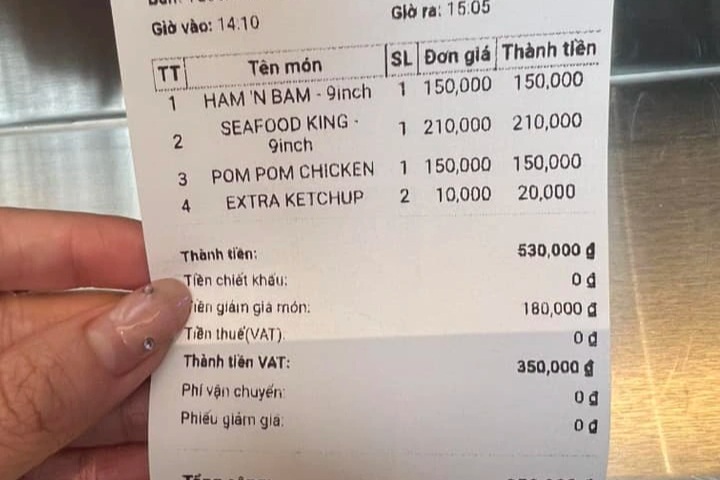 Giờ vào: 14.10 Giờ ra: 15.05
TT Tên món SL Đơn giá Thành tiền
1 HAM 'N BAM - 9inch 1 150,000 150,000
2 SEAFOOD KING - 9inch 1 210,000 210,000
3 POM POM CHICKEN 1 150,000 150,000
4 EXTRA KETCHUP 2 10,000 20,000
Thành tiền: 530,000 đ
Tiền chiết khấu: 0 đ
Tiền giảm giá món: 180,000 đ
Tiền thuế(VAT) 0 đ
Thành tiền VAT: 350,000 đ
Phí vận chuyển: 0 đ
Phiếu giảm giá: 0 đ